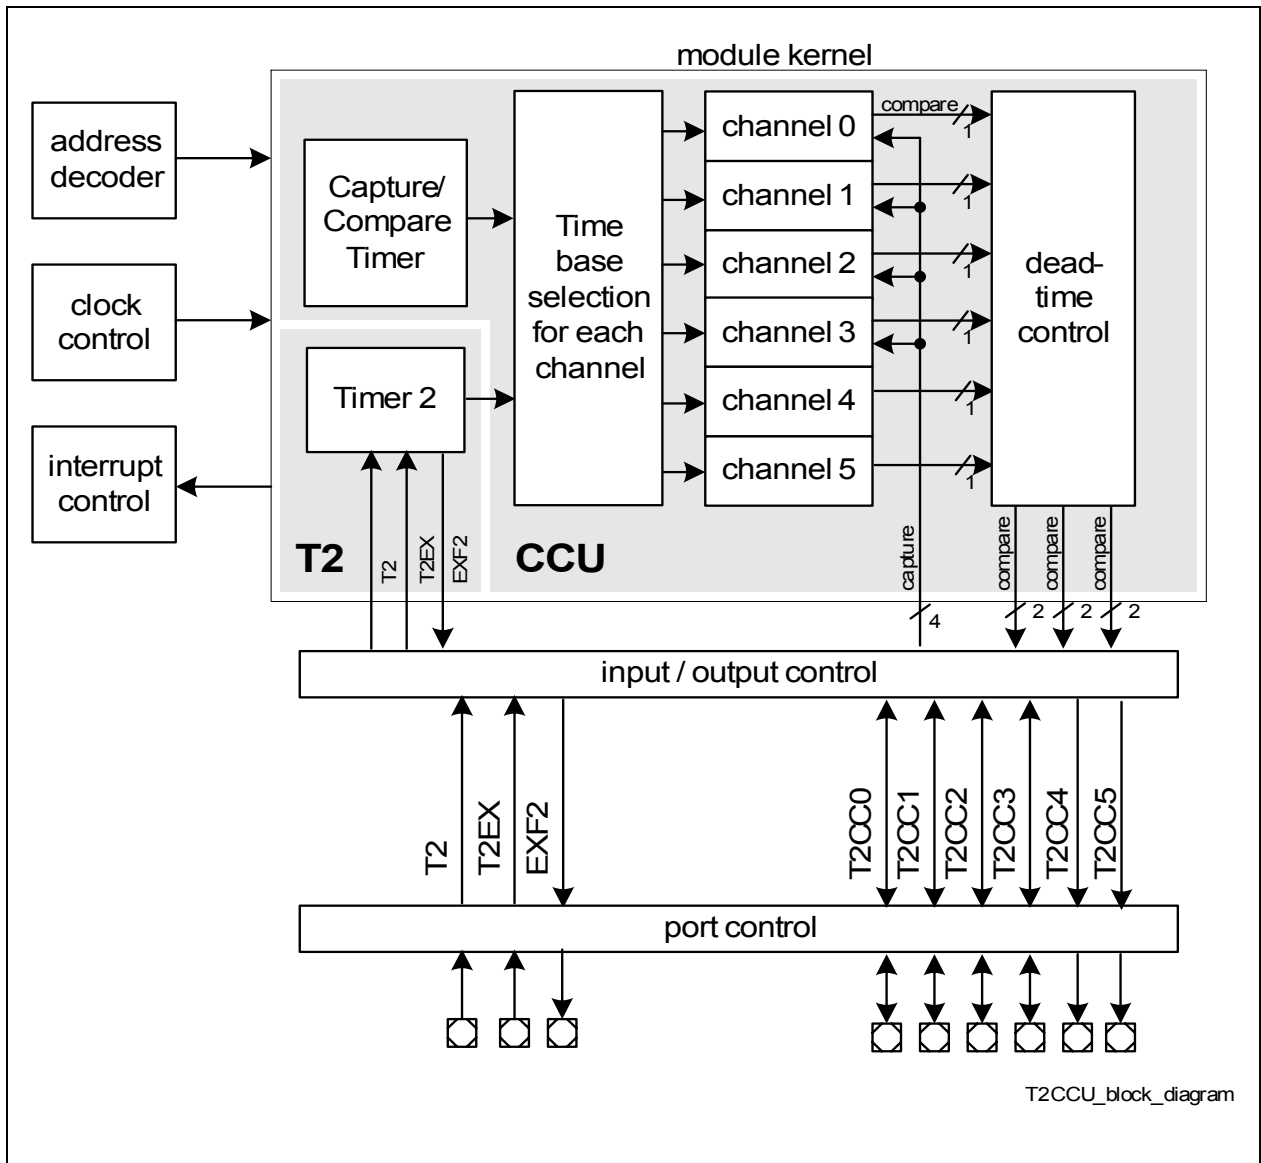 module kernel
address
decoder
clock
control
interrupt
control
Capture/
Compare
Timer
Timer 2
T2
T2EX
EXF2
T2
CCU
Time
base
selection
for each
channel
channel 0
channel 1
channel 2
channel 3
channel 4
channel 5
compare
1
1
1
1
1
1
dead-
time
control
capture
4
compare
2
compare
2
compare
2
input / output control
T2
T2EX
EXF2
T2CC0
T2CC1
T2CC2
T2CC3
T2CC4
T2CC5
port control
T2CCU_block_diagram